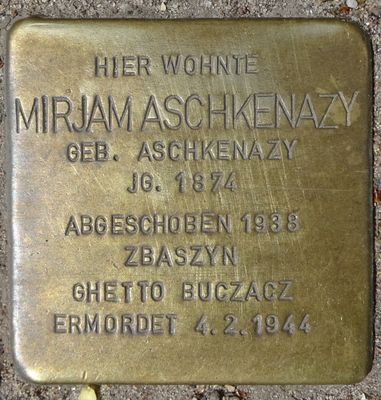 HIER WOHNTE
MIRJAM ASCHKENAZY
GEB. ASCHKENAZY
JG. 1874
ABGESCHOBEN 1938
ZBASZYN
GHETTO BUCZACZ
ERMORDET 4.2.1944